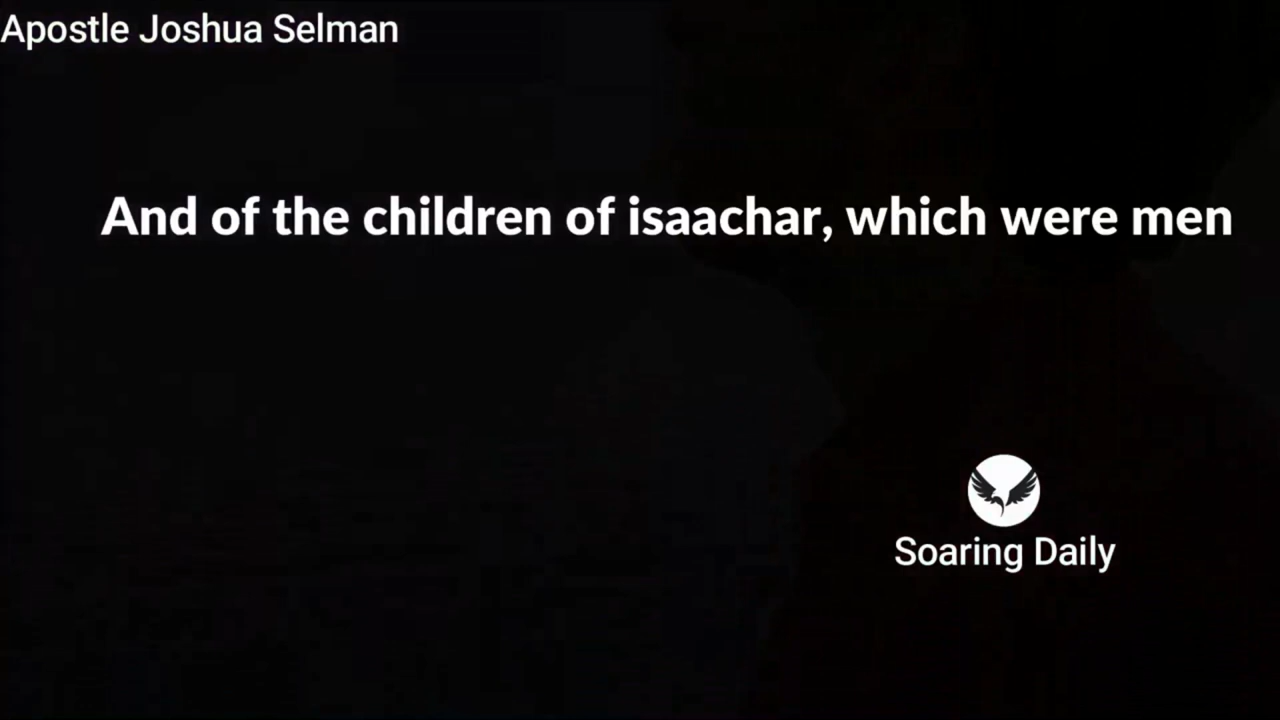 Apostle Joshua Selman
And of the children of isaachar, which were men
Soaring Daily